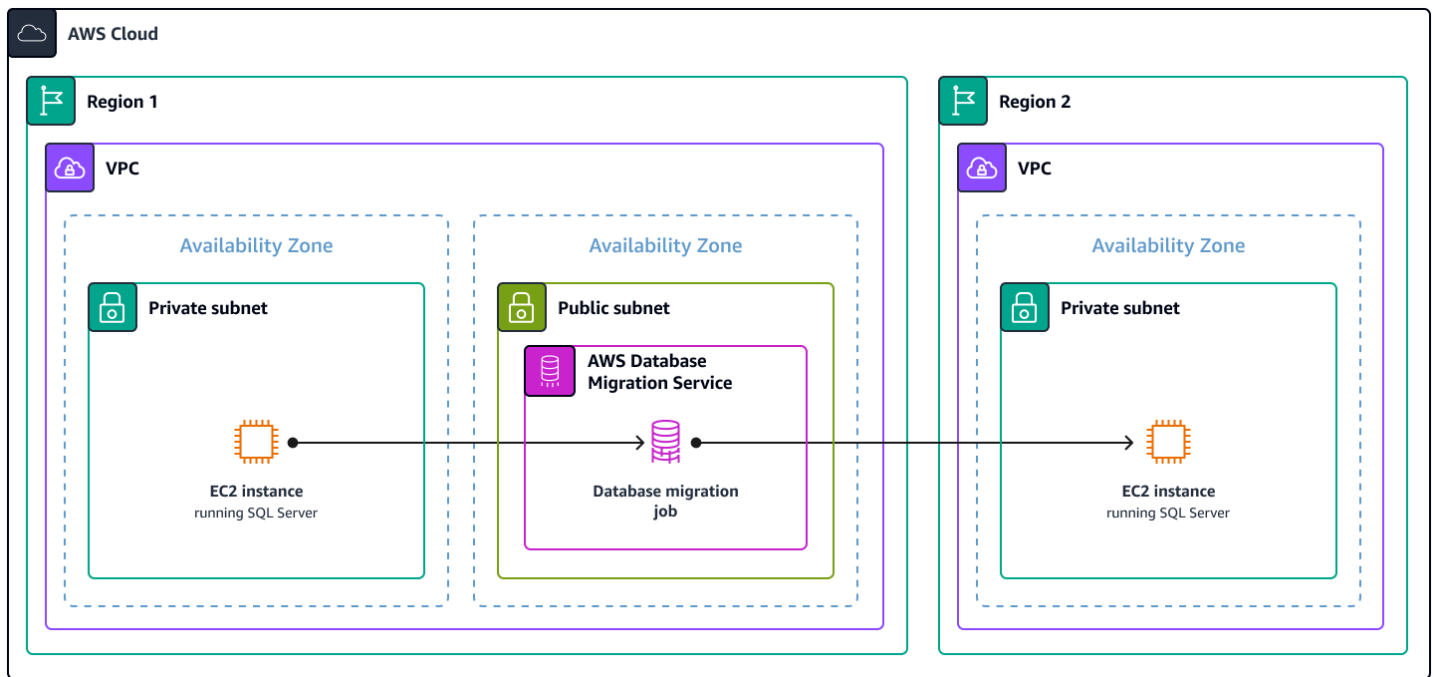 AWS Cloud
Region 1
Region 2
VPC
VPC
Availability Zone
Availability Zone
Availability Zone
Private subnet
Public subnet
Private subnet
AWS Database
Migration Service
EC2 instance
running SQL Server
Database migration
job
EC2 instance
running SQL Server